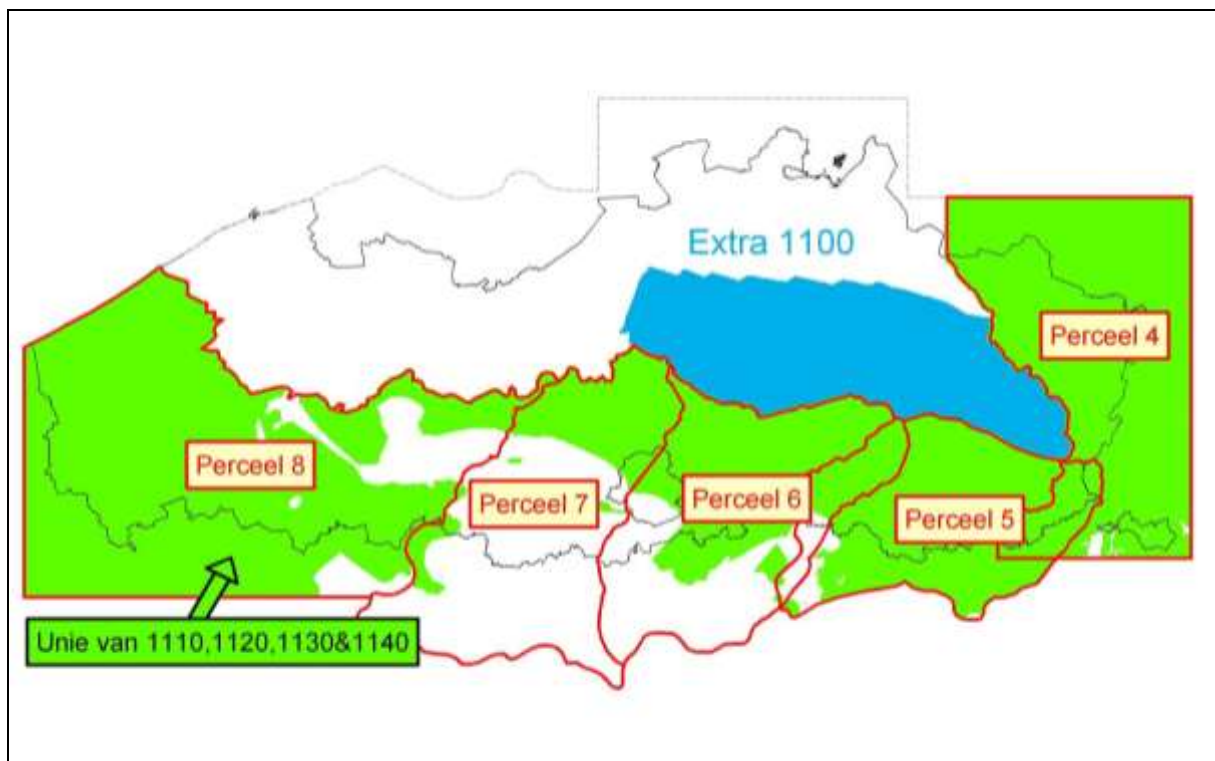 Extra 1100
Perceel 4
Perceel 8
Perceel 7
Perceel 6
Perceel 5
Unie van 1110,1120,1130&1140